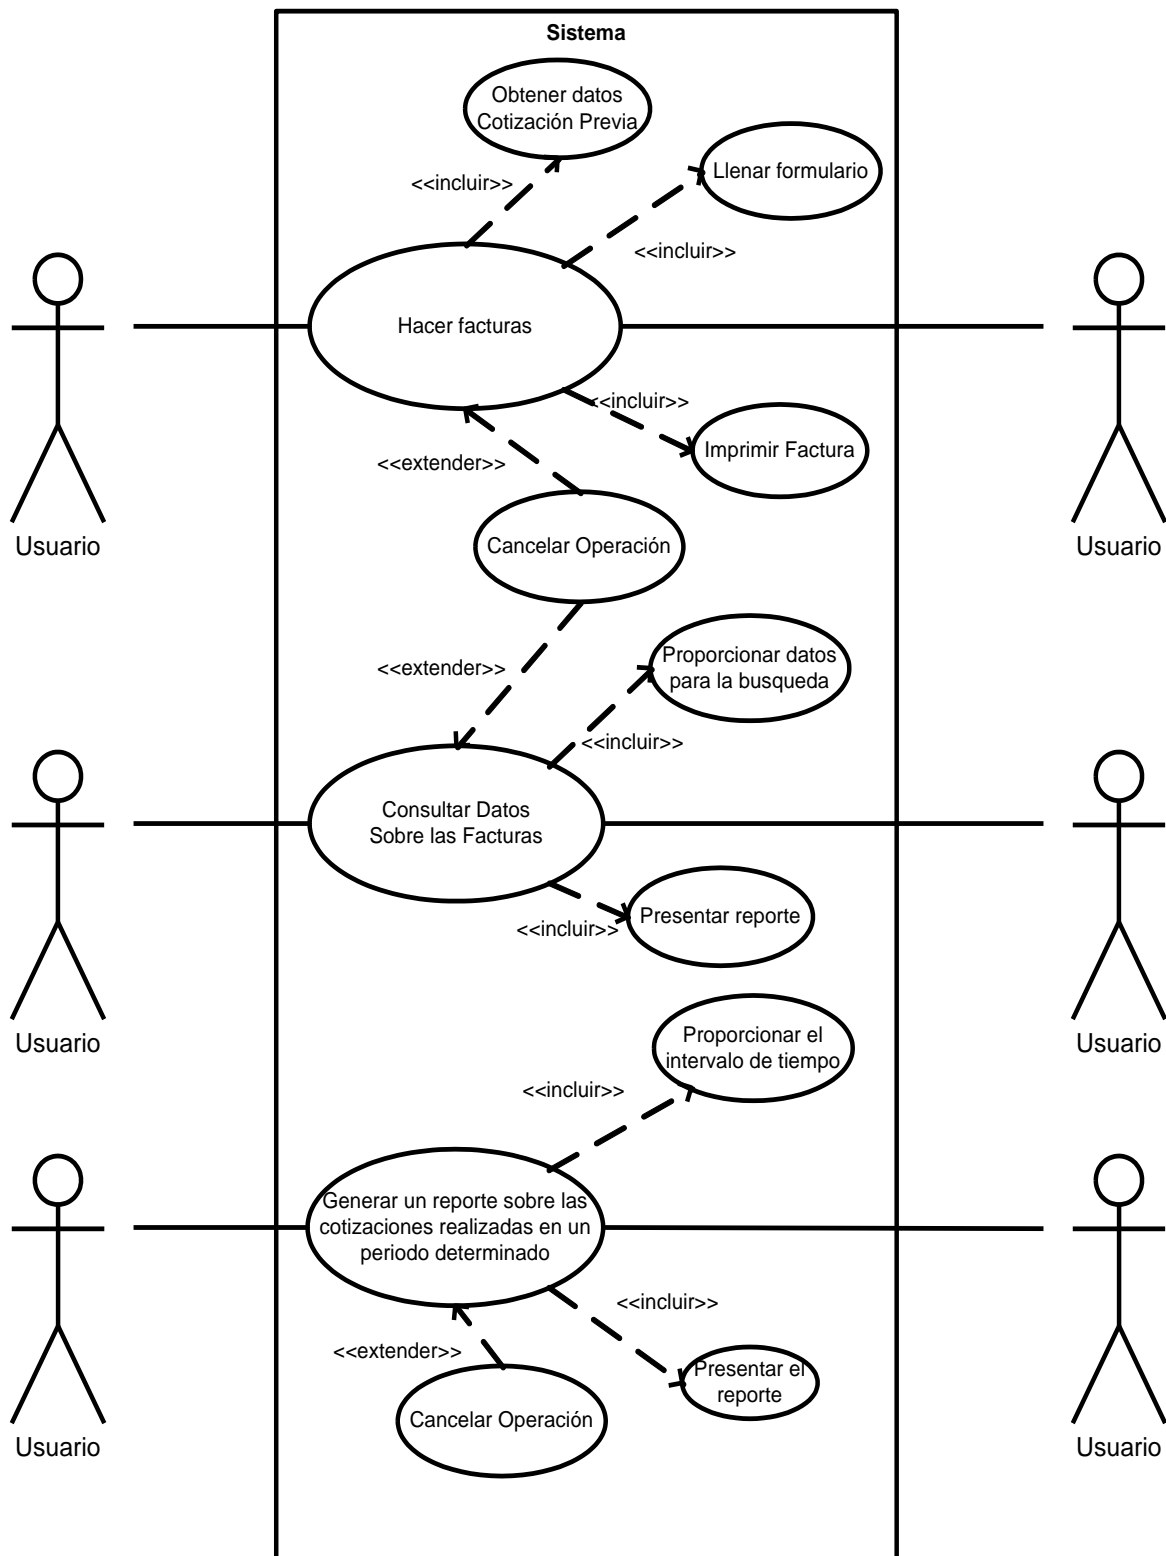 Sistema
Obtener datos
Cotización Previa
<<incluir>>
Llenar formulario
<<incluir>>
Hacer facturas
<<incluir>>
Imprimir Factura
<<extender>>
Usuario
Cancelar Operación
Usuario
<<extender>>
Proporcionar datos
para la busqueda
<<incluir>>
Consultar Datos
Sobre las Facturas
<<incluir>>
Presentar reporte
Usuario
Usuario
Proporcionar el
intervalo de tiempo
<<incluir>>
Generar un reporte sobre las
cotizaciones realizadas en un
periodo determinado
<<incluir>>
<<extender>>
Presentar el
reporte
Cancelar Operación
Usuario
Usuario